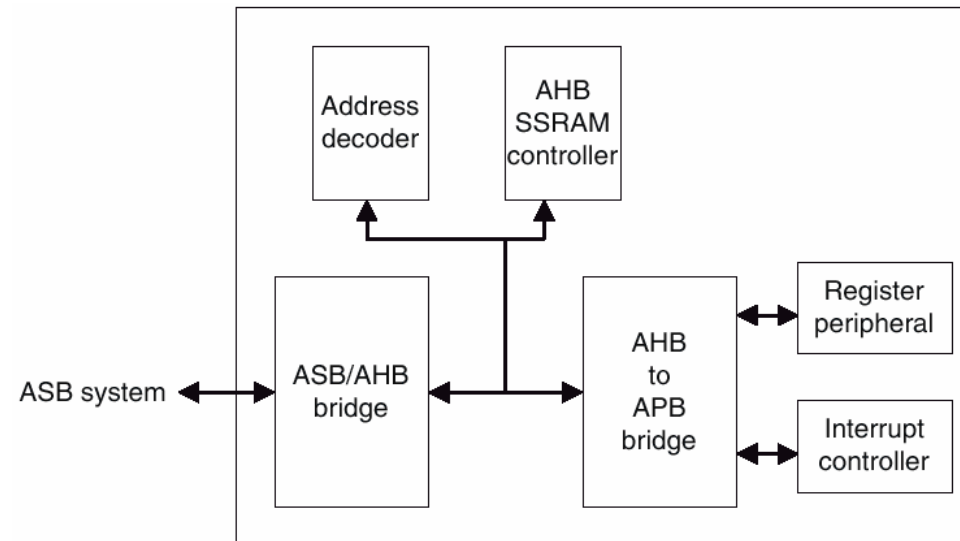 Address
decoder
AHB
SSRAM
controller
ASB system
ASB/AHB
bridge
AHB
to
APB
bridge
Register
peripheral
Interrupt
controller